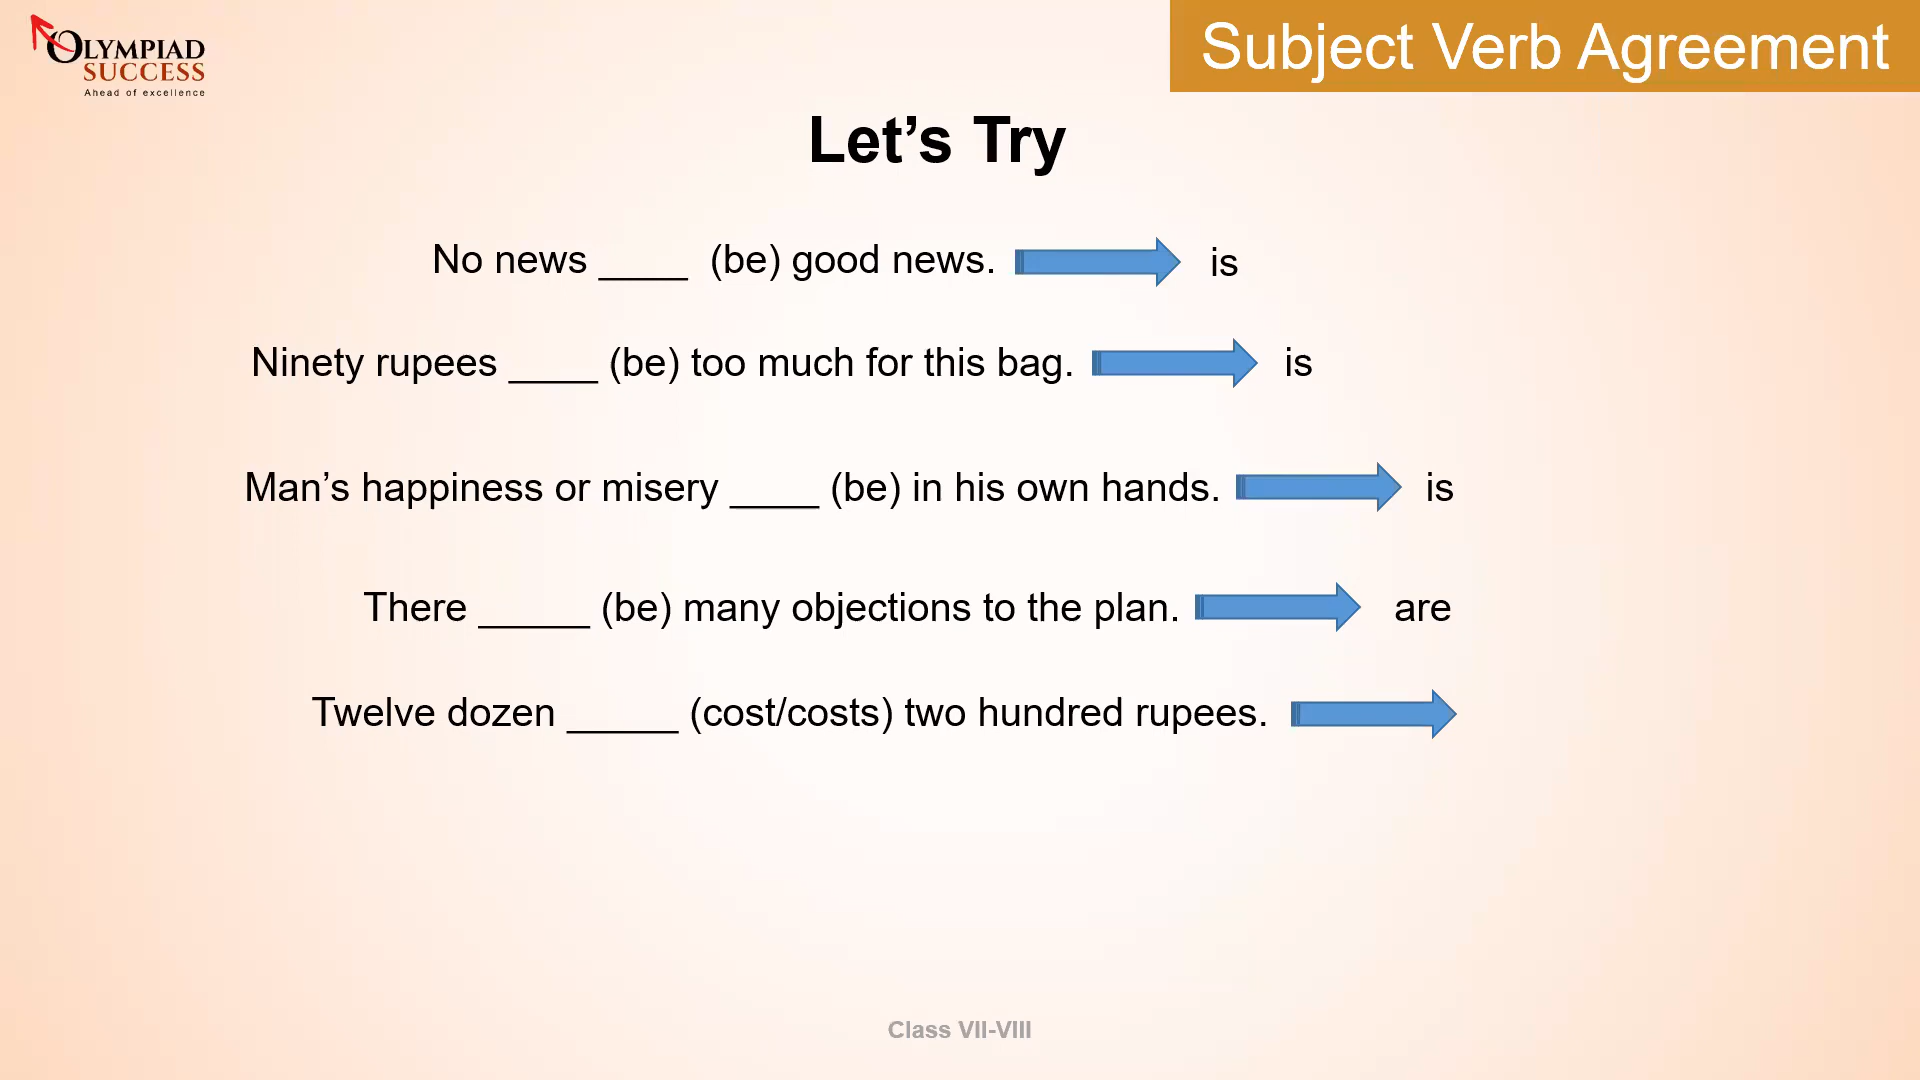 OLYMPIAD
SUCCESS
Ahead of excellence
Subject Verb Agreement
Let’s Try
No news ____ (be) good news. is
Ninety rupees ____ (be) too much for this bag. is
Man’s happiness or misery ____ (be) in his own hands. is
There _____ (be) many objections to the plan. are
Twelve dozen _____ (cost/costs) two hundred rupees.
Class VII-VIII